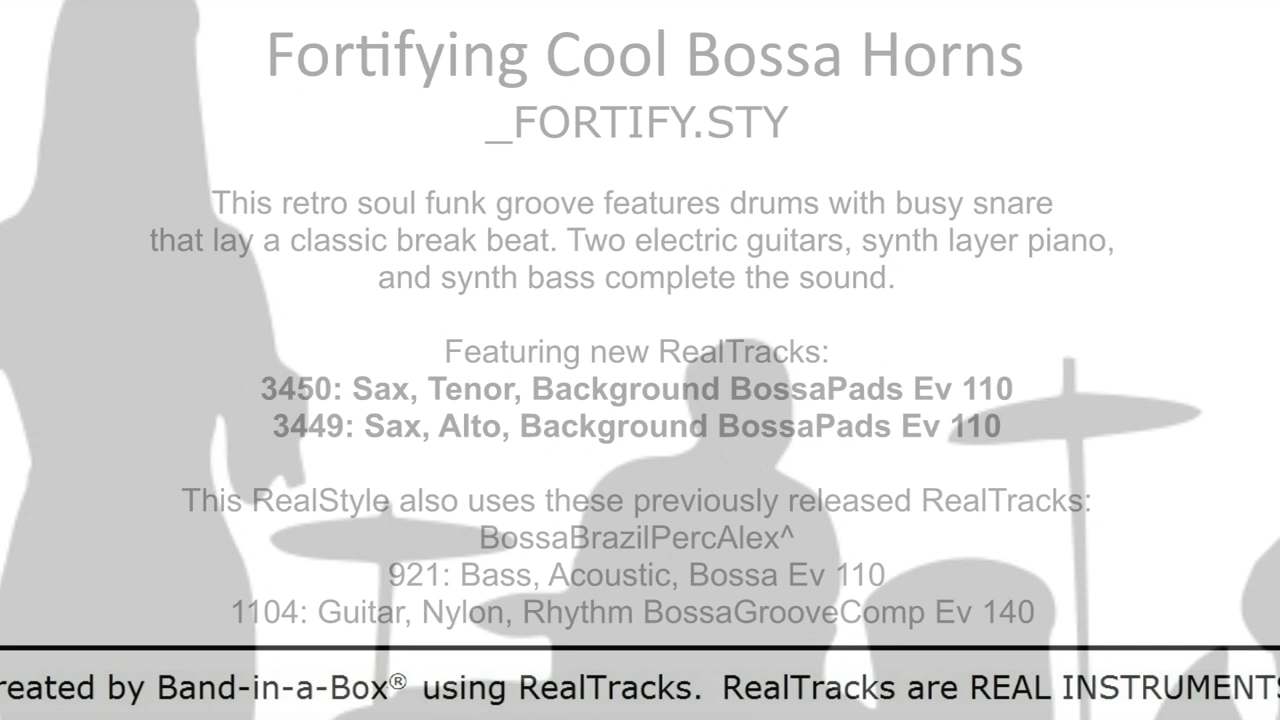 Fortifying Cool Bossa Horns
_FORTIFY.STY
This retro soul funk groove features drums with busy snare
that lay a classic break beat. Two electric guitars, synth layer piano,
and synth bass complete the sound.
Featuring new RealTracks:
3450: Sax, Tenor, Background BossaPads Ev 110
3449: Sax, Alto, Background BossaPads Ev 110
This RealStyle also uses these previously released RealTracks:
BossaBrazilPercAlex^
921: Bass, Acoustic, Bossa Ev 110
1104: Guitar, Nylon, Rhythm BossaGrooveComp Ev 140
reated by Band-in-a-Box® using RealTracks. RealTracks are REAL INSTRUMENTS